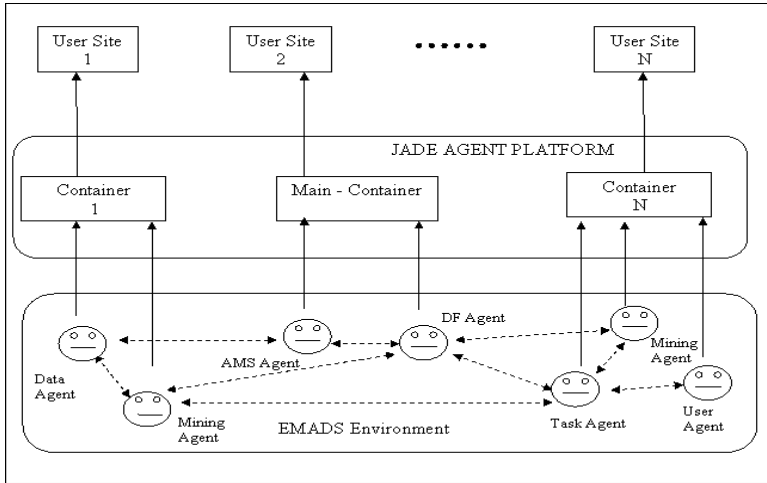 User Site
1
User Site
2
User Site
N
JADE AGENT PLATFORM
Container
1
Main - Container
Container
N
DF Agent
AMS Agent
Mining
Agent
Data
Agent
Mining
Agent
Task Agent
User
Agent
EMADS Environment